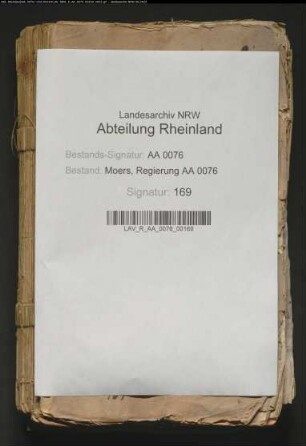 Landesarchiv NRW
Abteilung Rheinland
Bestands-Signatur: AA 0076
Bestand: Moers, Regierung AA 0076
Signatur: 169
LAV_R_AA_0076_00169